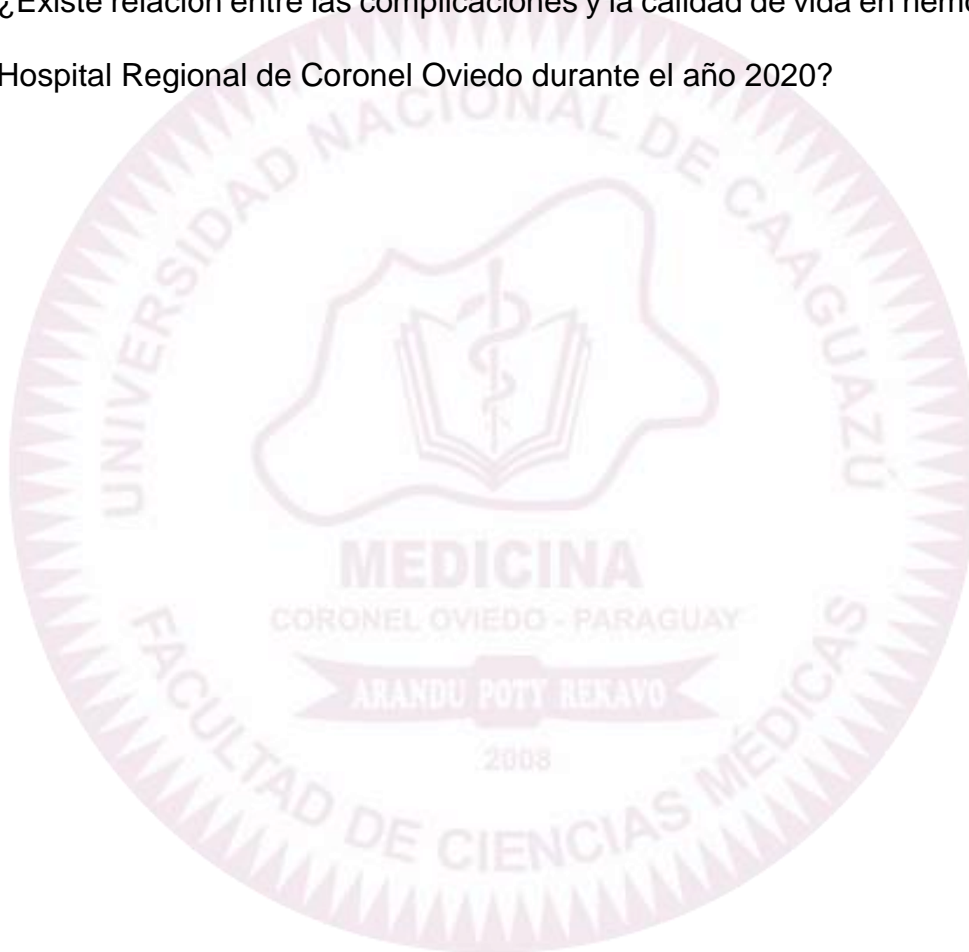 ¿Existe relación entre las complicaciones y la calidad de vida en
Hospital Regional de Coronel Oviedo durante el año 2020?
UNIVERSIDAD NACIONAL DE CAAGUAZÚ
MEDICINA
CORONEL OVIEDO - PARAGUAY
ARANDU POTY REKAVO
2008
FACULTAD DE CIENCIAS MÉDICAS